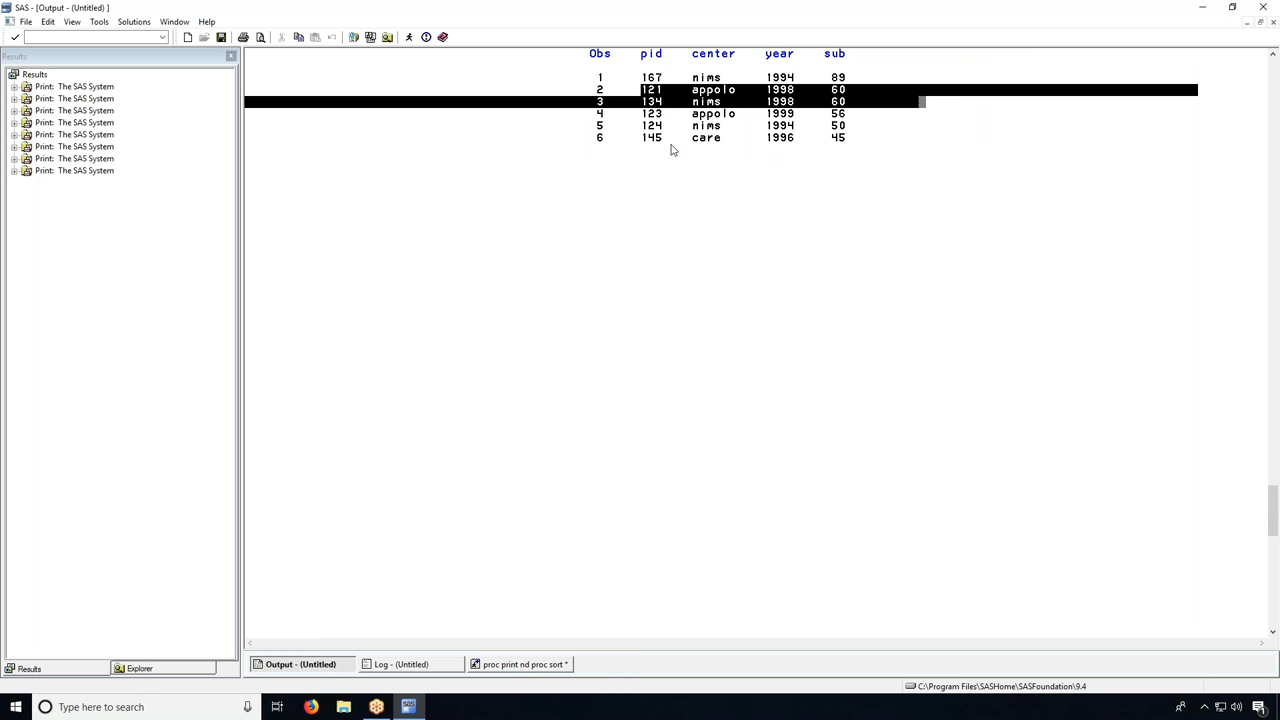 SAS - [Output - (Untitled) ]
File Edit View Tools Solutions Window Help
Results
Results
Print: The SAS System
Print: The SAS System
Print: The SAS System
Print: The SAS System
Print: The SAS System
Print: The SAS System
Print: The SAS System
Print: The SAS System
Obs pid center year sub
1 167 nims 1994 89
2 121 appolo 1998 60
3 134 nims 1998 60
4 123 appolo 1999 56
5 124 nims 1994 50
6 145 care 1996 45
Results Explorer
Output - (Untitled) Log - (Untitled) proc print nd proc sort *
C:\Program Files\SASHome\SASFoundation\9.4
Type here to search
SAS
1